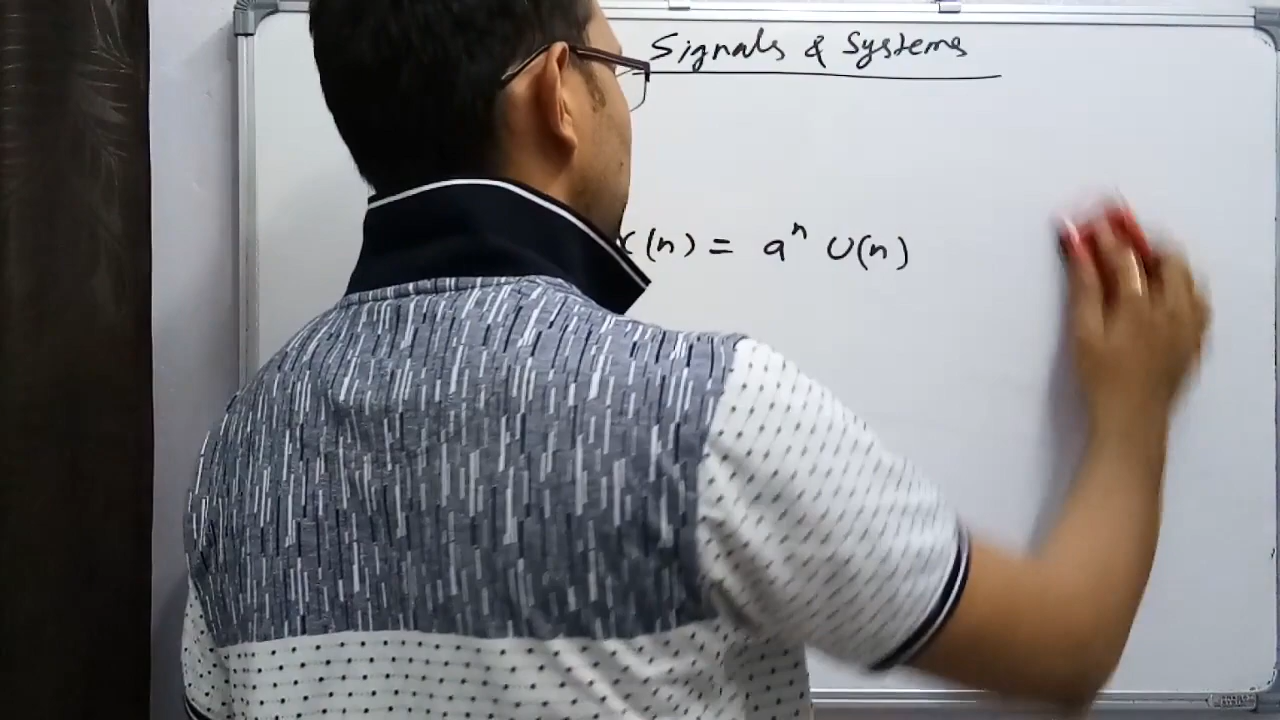 Signals & Systems
x(n) = aⁿ U(n)